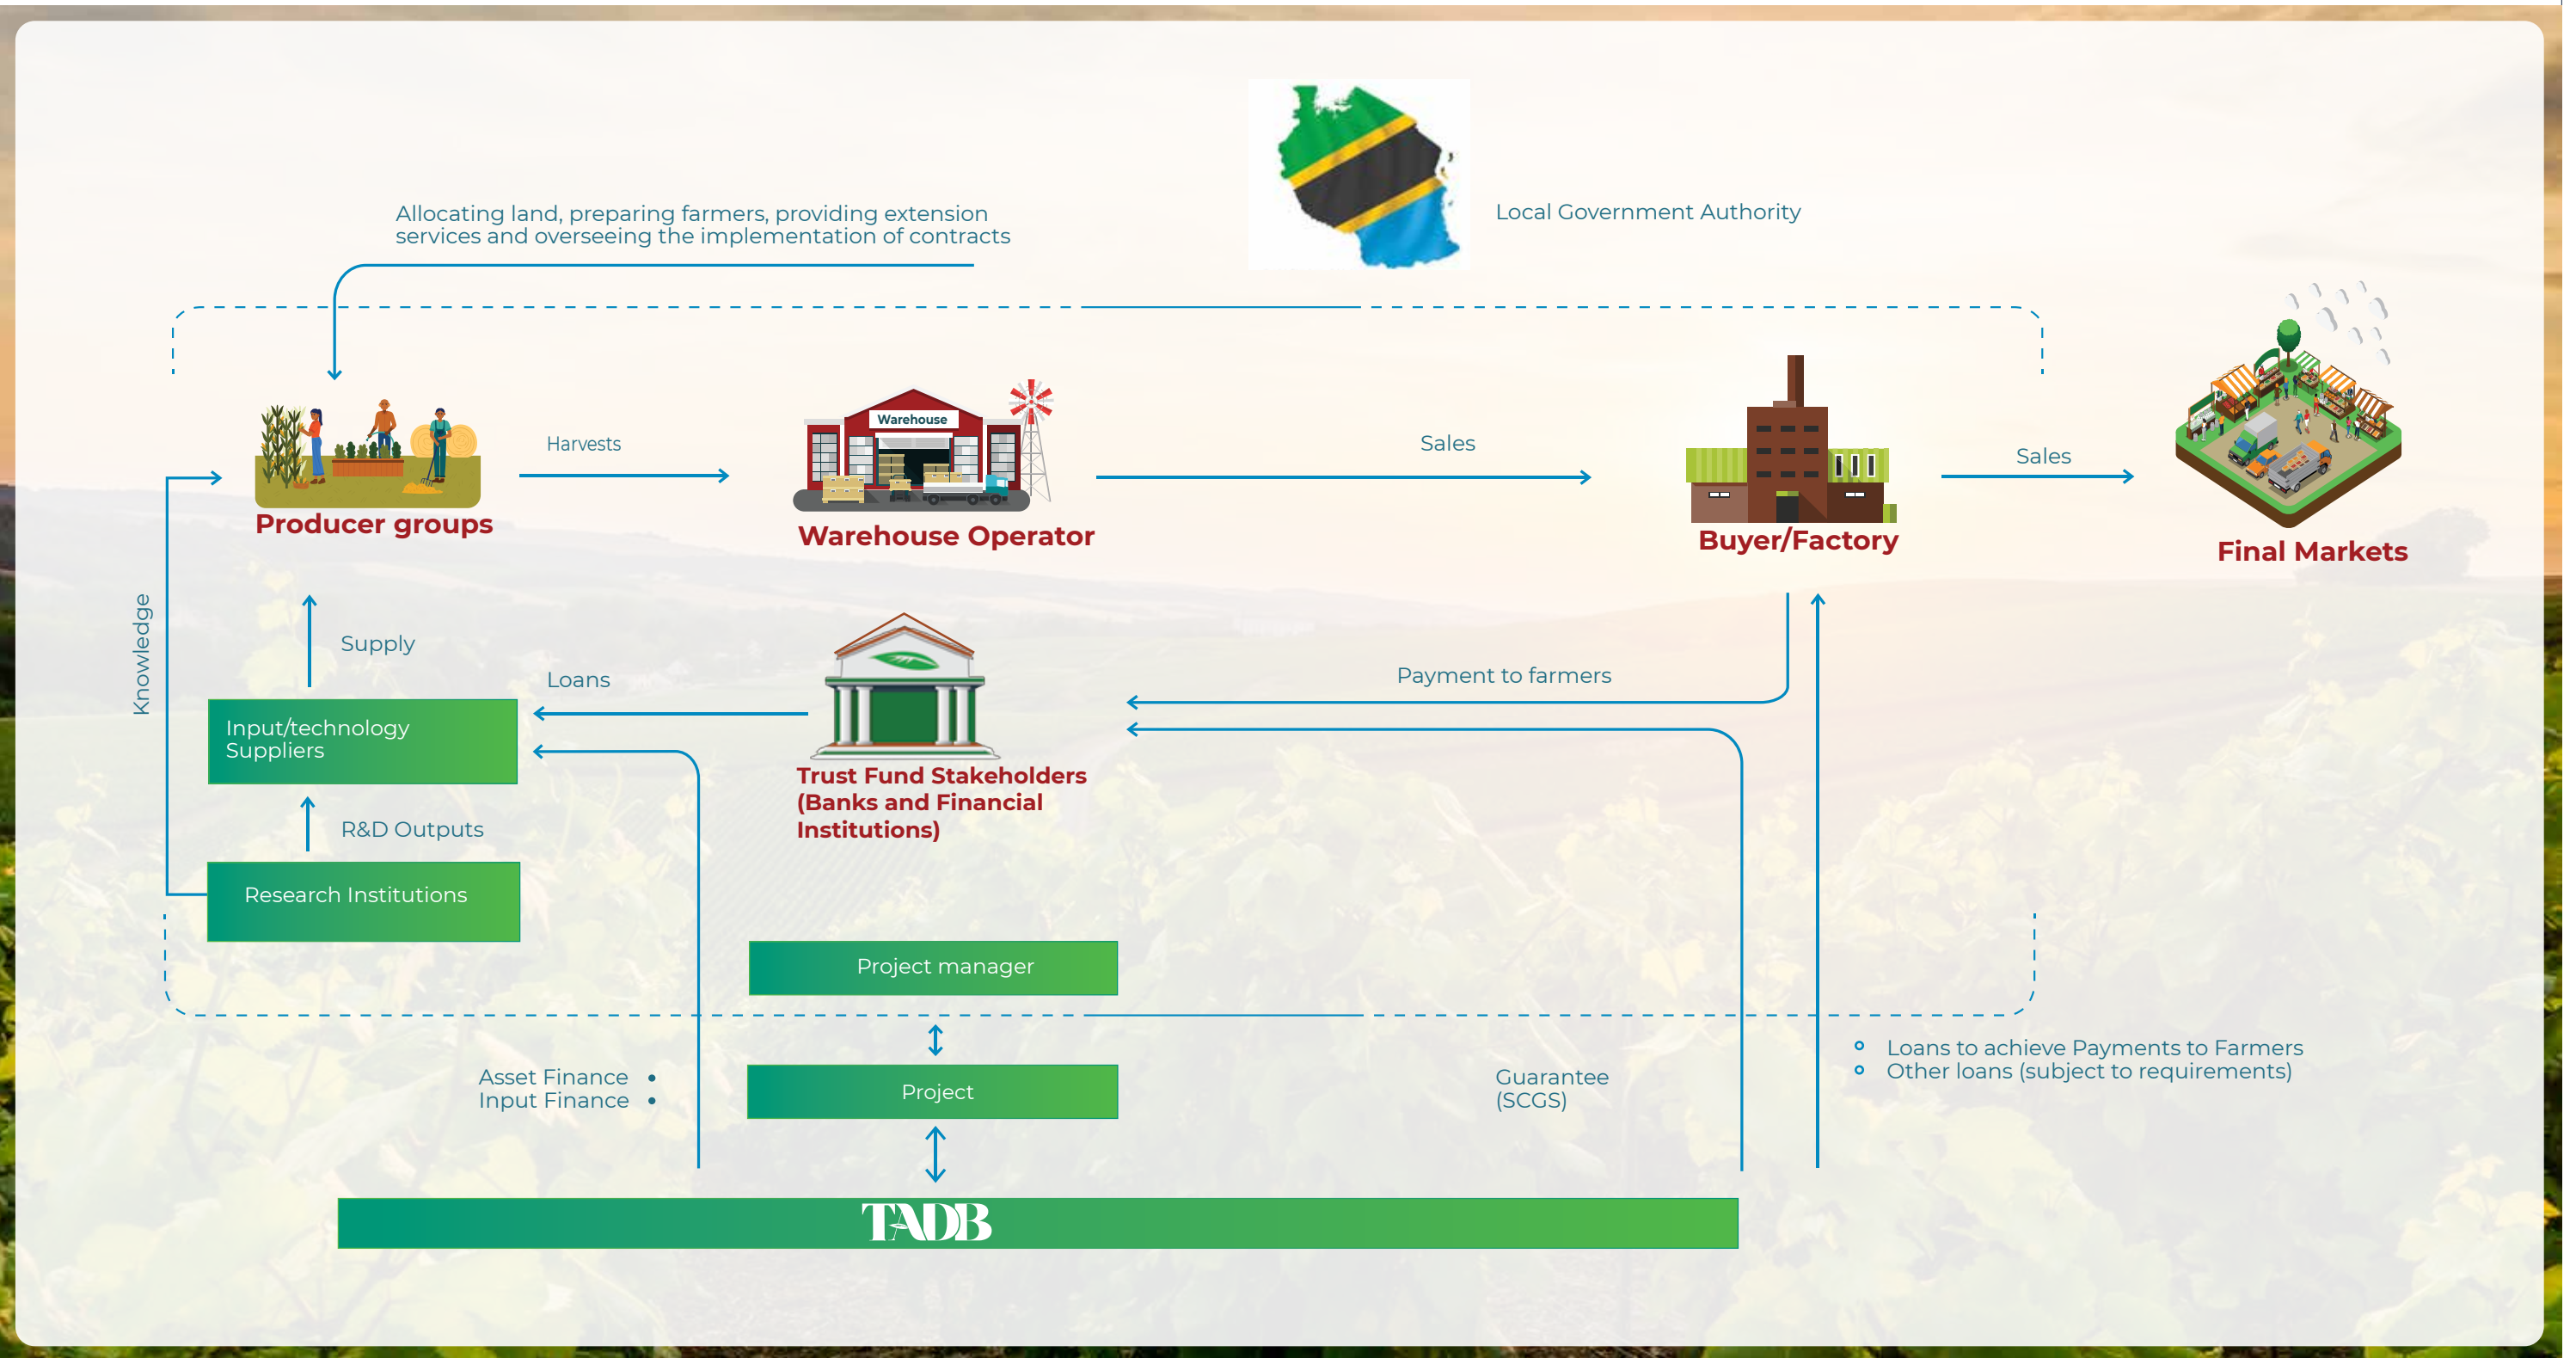 Allocating land, preparing farmers, providing extension
services and overseeing the implementation of contracts
Local Government Authority
Harvests
Warehouse
Sales
Sales
Producer groups
Warehouse Operator
Buyer/Factory
Final Markets
Knowledge
Supply
Loans
Payment to farmers
Input/technology
Suppliers
Trust Fund Stakeholders
(Banks and Financial
Institutions)
R&D Outputs
Research Institutions
Project manager
Asset Finance •
Input Finance •
Project
Guarantee
(SCGS)
Loans to achieve Payments to Farmers
Other loans (subject to requirements)
TADB